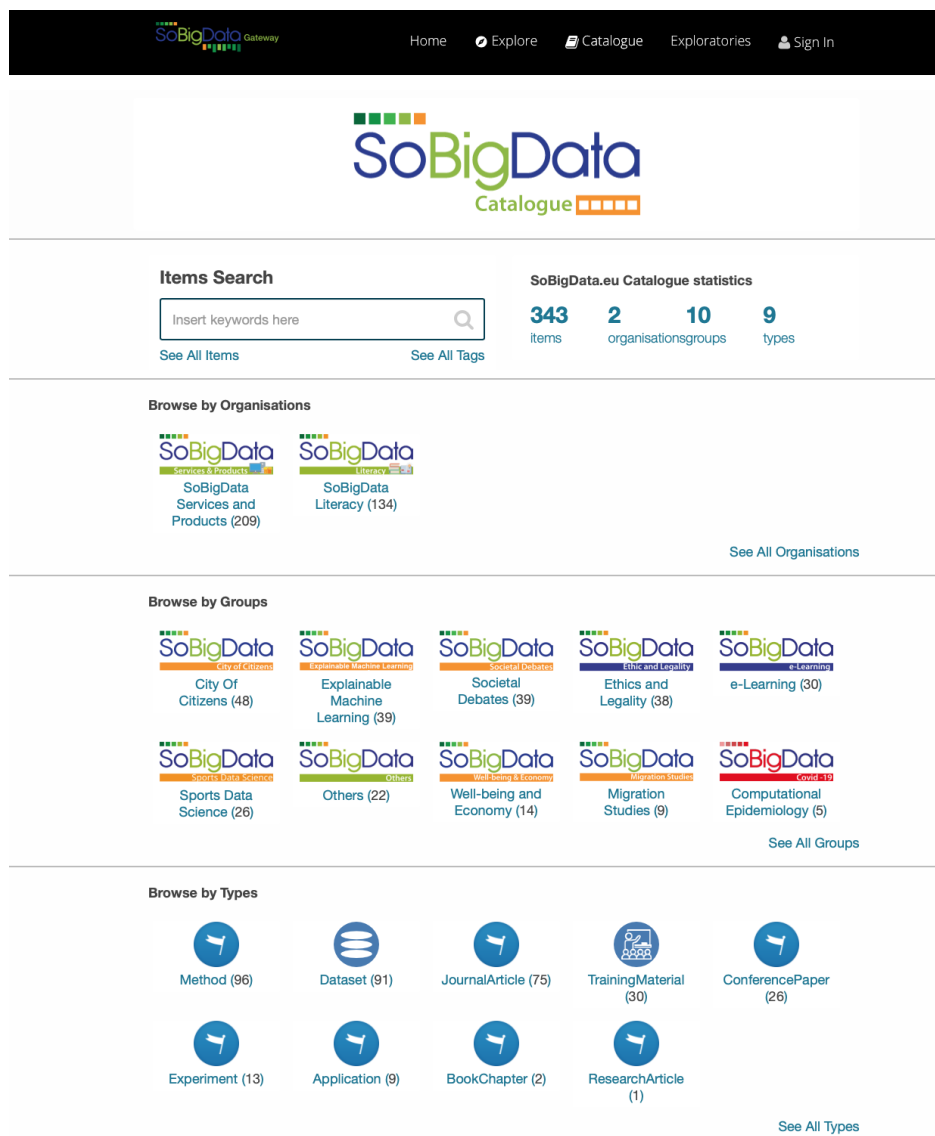 SoBigData Gateway
Home Explore Catalogue Exploratories Sign In
SoBigData
Catalogue
Items Search
SoBigData.eu Catalogue statistics
Insert keywords here
343 2 10 9
items organisationsgroups types
See All Items See All Tags
Browse by Organisations
SoBigData SoBigData
Services & Products Literacy
SoBigData SoBigData
Services and Literacy (134)
Products (209)
See All Organisations
Browse by Groups
SoBigData SoBigData SoBigData SoBigData SoBigData
City of Citizens Explainable Machine Learning Societal Debates Ethic and Legality e-Learning
City Of Explainable Societal Ethics and e-Learning (30)
Citizens (48) Machine Debates (39) Legality (38)
Learning (39)
SoBigData SoBigData SoBigData SoBigData SoBigData
Sports Data Science Others Well-being & Economy Migration Studies Covid -19
Sports Data Others (22) Well-being and Migration Computational
Science (26) Economy (14) Studies (9) Epidemiology (5)
See All Groups
Browse by Types
Method (96) Dataset (91) JournalArticle (75) TrainingMaterial ConferencePaper
(30) (26)
Experiment (13) Application (9) BookChapter (2) ResearchArticle
(1)
See All Types